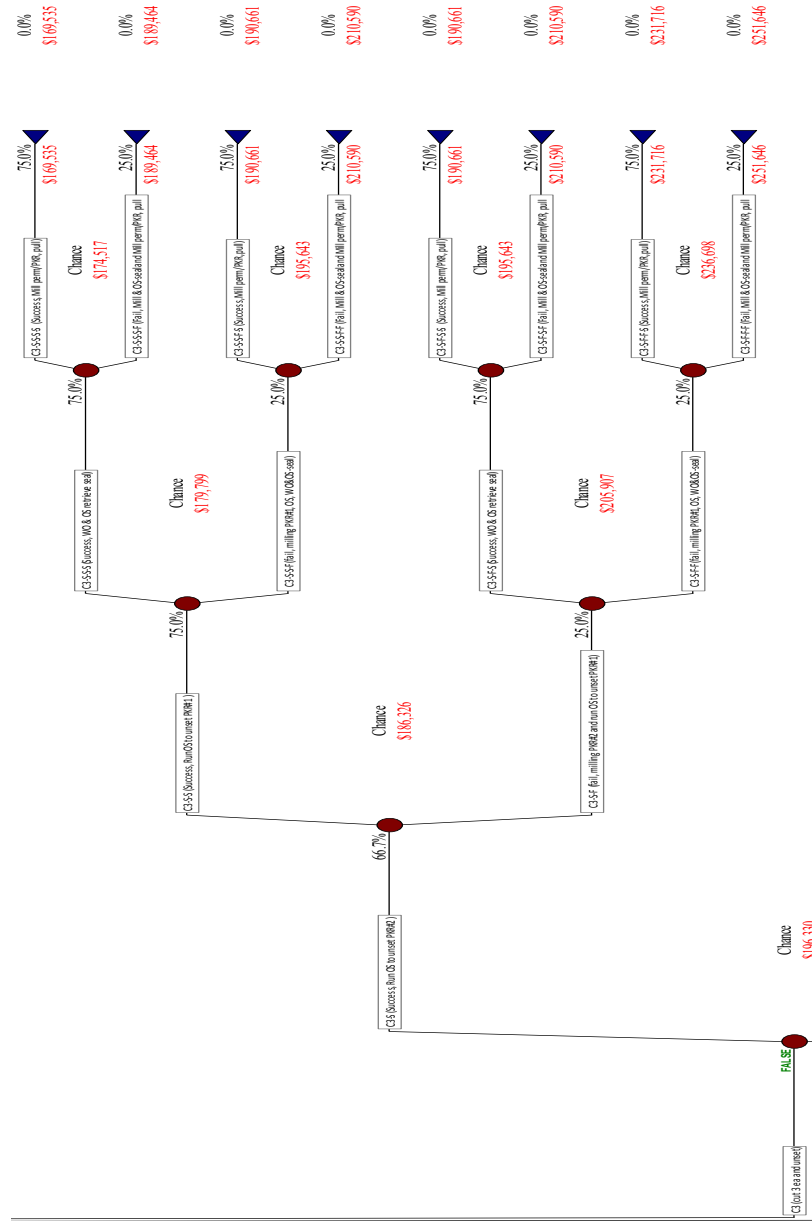 0.0%
$169,535
0.0%
$189,464
0.0%
$190,661
0.0%
$210,590
0.0%
$190,661
0.0%
$210,590
0.0%
$231,716
0.0%
$251,646
75.0%
$169,535
25.0%
$189,464
75.0%
$190,661
25.0%
$210,590
75.0%
$190,661
25.0%
$210,590
75.0%
$231,716
25.0%
$251,646
C3-S-S-S-S (Success, Mill perm/PKR, pull)
Chance
$174,517
C3-S-S-S-F (Fail, Mill & OS-seal and Mill perm/PKR, pull
C3-S-S-F-S (Success, Mill perm/PKR, pull)
Chance
$195,643
C3-S-S-F-F (Fail, Mill & OS-seal and Mill perm/PKR, pull
C3-S-F-S-S (Success, Mill perm/PKR, pull)
Chance
$195,643
C3-S-F-S-F (Fail, Mill & OS-seal and Mill perm/PKR, pull
C3-S-F-F-S (Success, Mill perm/PKR, pull)
Chance
$236,698
C3-S-F-F-F (Fail, Mill & OS-seal and Mill perm/PKR, pull
75.0%
25.0%
75.0%
25.0%
C3-S-S-S (Success, WO & OS retrieve seal)
Chance
$179,799
C3-S-S-F (fail, milling PKR#1, OS, WO&OS-seal)
C3-S-F-S (Success, WO & OS retrieve seal)
Chance
$205,907
C3-S-F-F (fail, milling PKR#1, OS, WO&OS-seal)
75.0%
25.0%
C3-S-S (Success, Run OS to unset PKR#1 )
Chance
$186,326
C3-S-F (fail, milling PKR#2 and run OS to unset PKR#1)
66.7%
C3-S (Success, Run OS to unset PKR#2 )
Chance
$196,330
FALSE
C3 (cut 3 ea and unset)